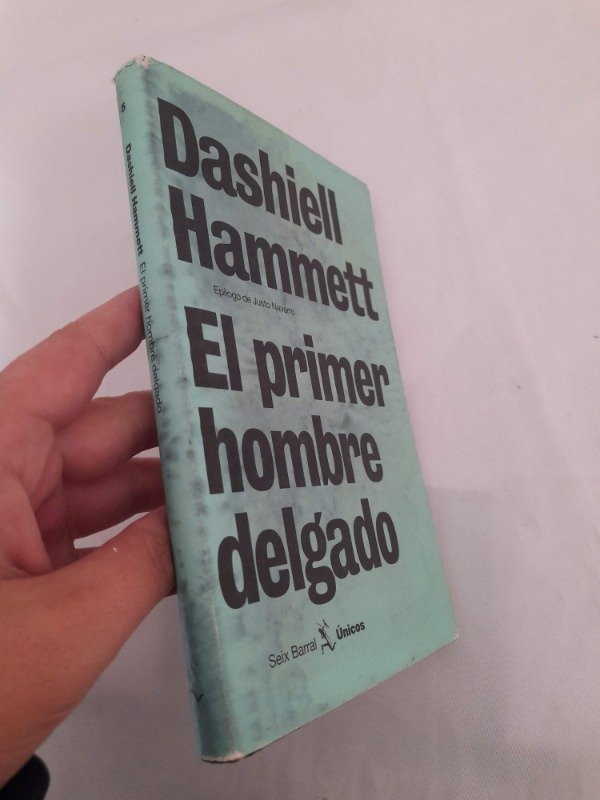 Dashiell
Hammett
Epílogo de Justo Navarro
El primer
hombre
delgado
Seix Barral Únicos
5 Dashiell Hammett El primer hombre delgado